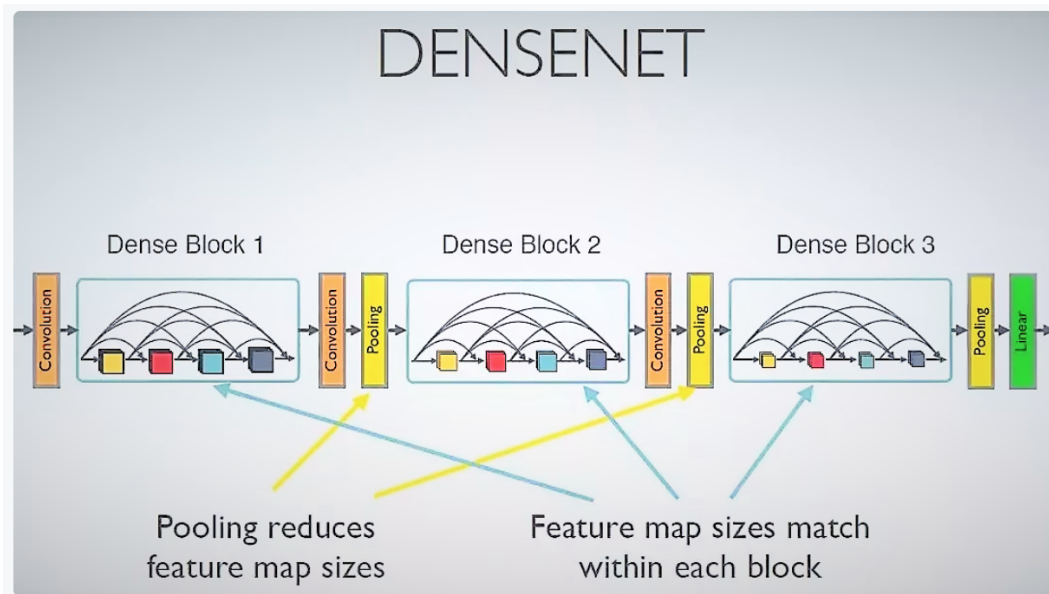 DENSENET
Dense Block 1
Dense Block 2
Dense Block 3
Convolution
Convolution
Pooling
Convolution
Pooling
Pooling
Linear
Pooling reduces
feature map sizes
Feature map sizes match
within each block